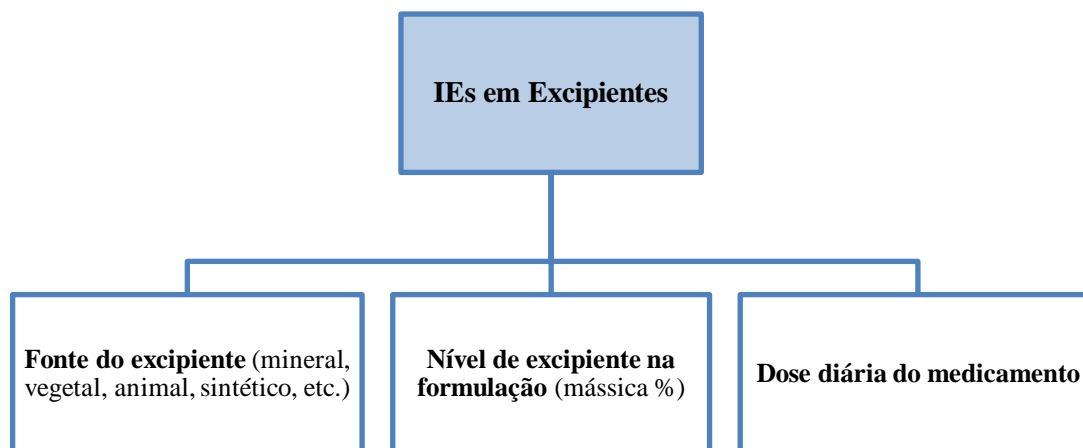 IEs em Excipientes
Fonte do excipiente (mineral,
vegetal, animal, sintético, etc.)
Nível de excipiente na
formulação (mássica %)
Dose diária do medicamento